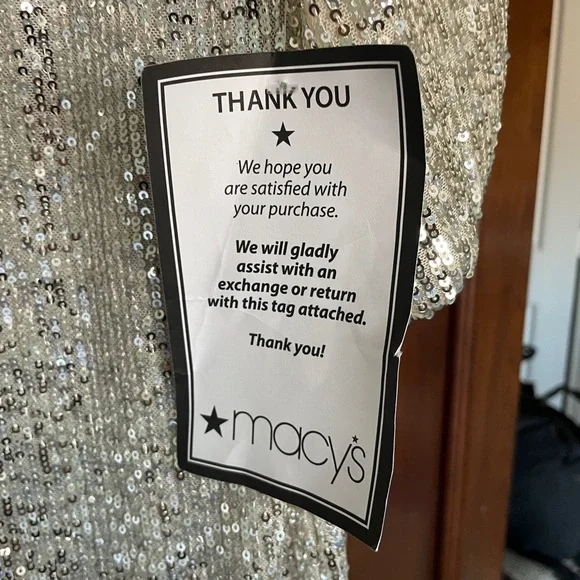 THANK YOU
★
We hope you
are satisfied with
your purchase.
We will gladly
assist with an
exchange or return
with this tag attached.
Thank you!
★macy's